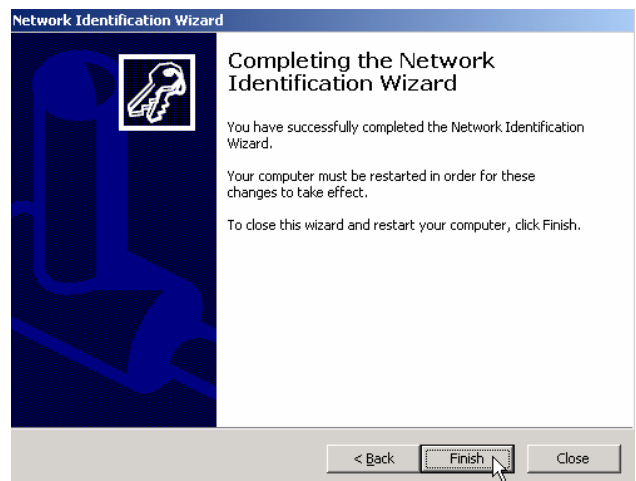 Network Identification Wizard
Completing the Network
Identification Wizard
You have successfully completed the Network Identification
Wizard.
Your computer must be restarted in order for these
changes to take effect.
To close this wizard and restart your computer, click Finish.
< Back Finish Close